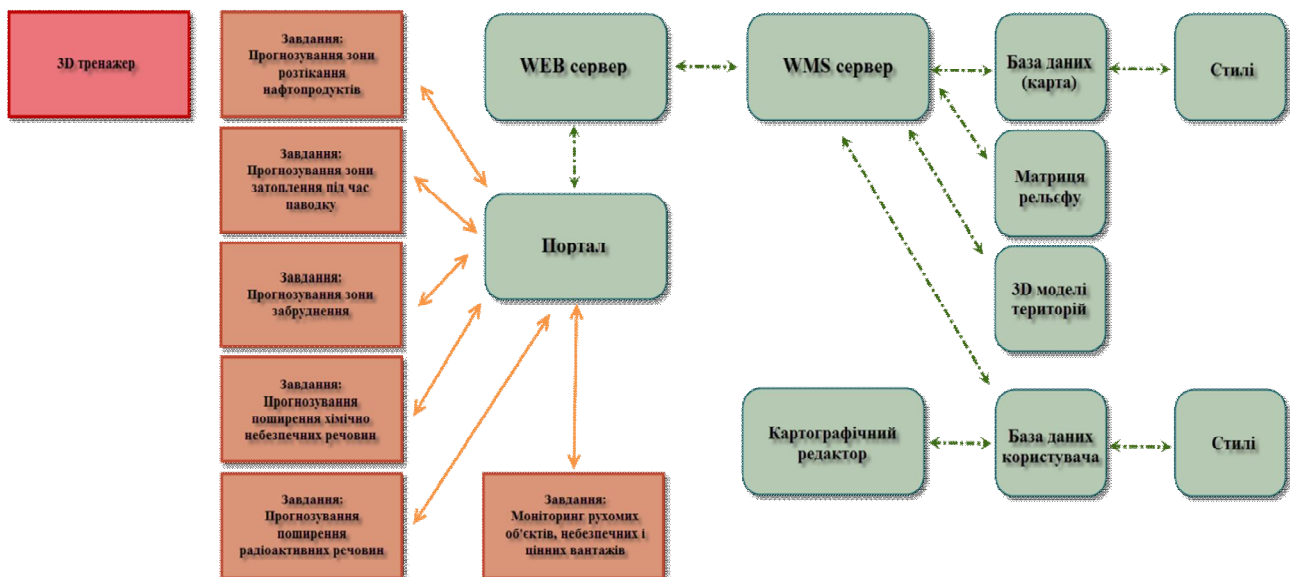 3D тренажер
Завдання:
Прогнозування зони
розтікання
нафтопродуктів
WEB сервер
WMS сервер
База даних
(карта)
Стилі
Завдання:
Прогнозування зони
затоплення під час
паводку
Матриця
рельєфу
Портал
Завдання:
Прогнозування зони
забруднення
3D моделі
територій
Завдання:
Прогнозування
поширення хімічно
небезпечних речовин
Картографічний
редактор
База даних
користувача
Стилі
Завдання:
Прогнозування
поширення
радіоактивних речовин
Завдання:
Моніторинг рухомих
об'єктів, небезпечних і
цінних вантажів